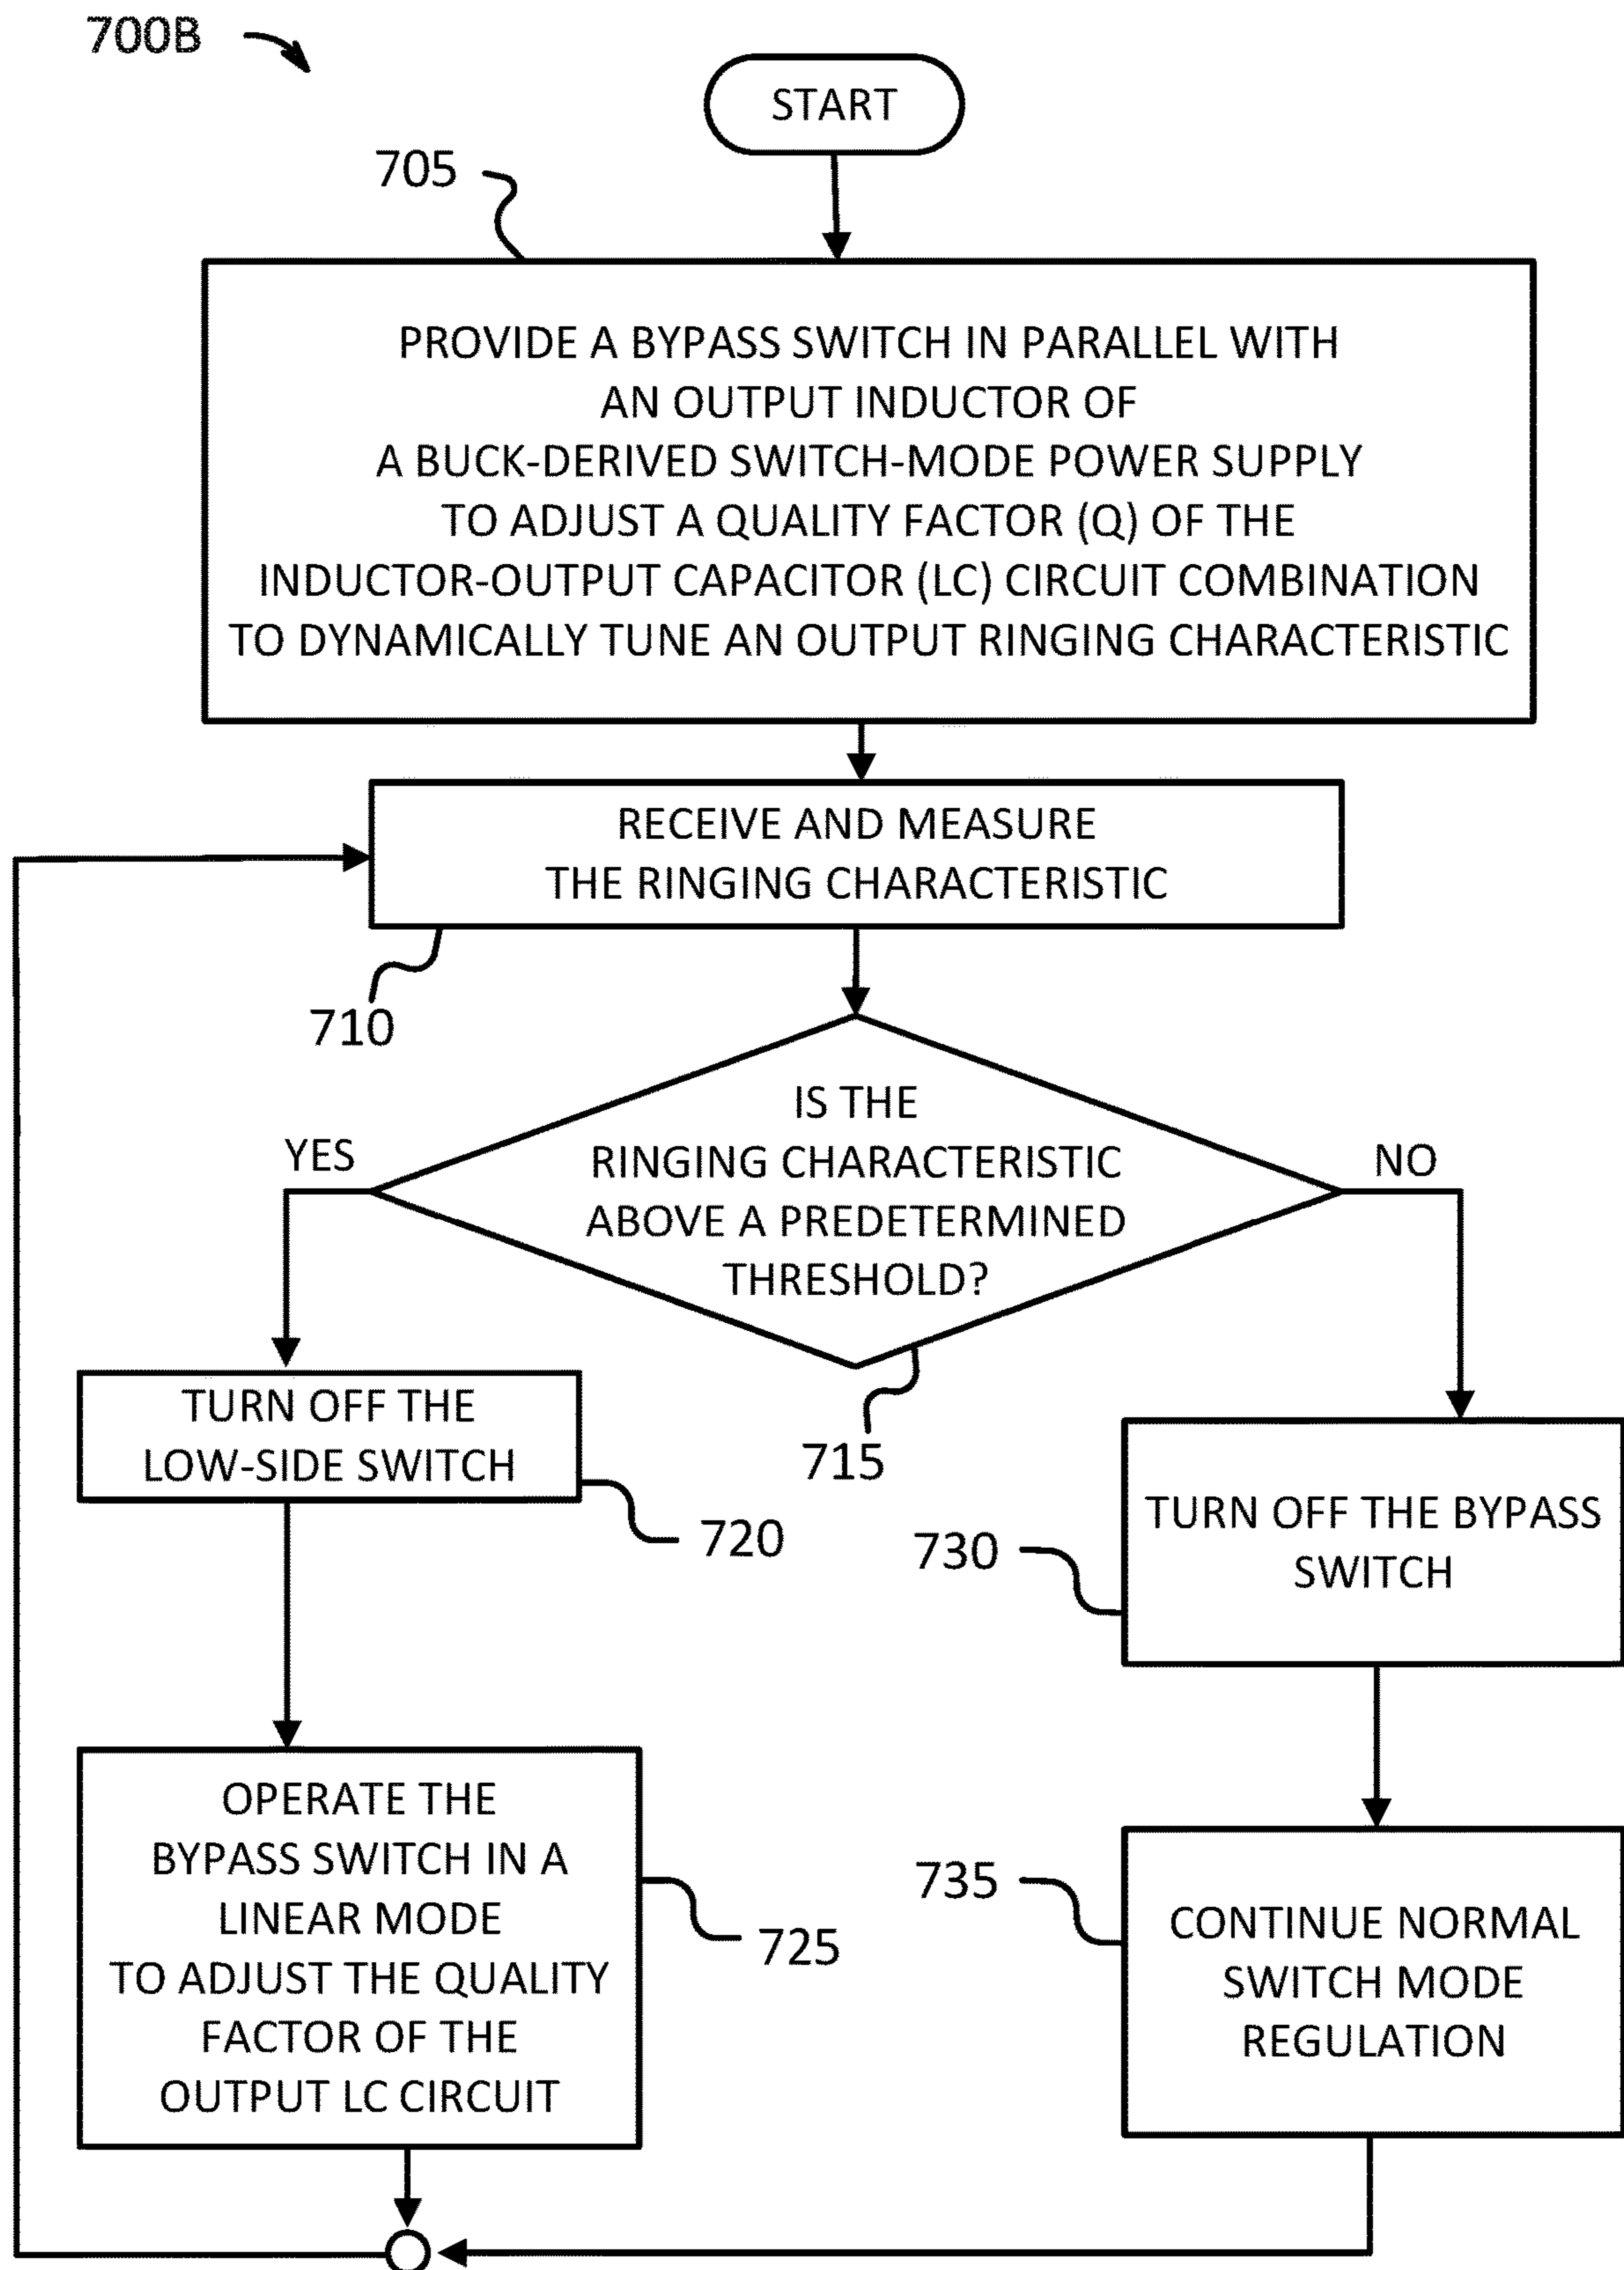 700B
START
705
PROVIDE A BYPASS SWITCH IN PARALLEL WITH
AN OUTPUT INDUCTOR OF
A BUCK-DERIVED SWITCH-MODE POWER SUPPLY
TO ADJUST A QUALITY FACTOR (Q) OF THE
INDUCTOR-OUTPUT CAPACITOR (LC) CIRCUIT COMBINATION
TO DYNAMICALLY TUNE AN OUTPUT RINGING CHARACTERISTIC
RECEIVE AND MEASURE
THE RINGING CHARACTERISTIC
710
IS THE
RINGING CHARACTERISTIC
ABOVE A PREDETERMINED
THRESHOLD?
YES
NO
715
TURN OFF THE
LOW-SIDE SWITCH
720
730
TURN OFF THE BYPASS
SWITCH
OPERATE THE
BYPASS SWITCH IN A
LINEAR MODE
TO ADJUST THE QUALITY
FACTOR OF THE
OUTPUT LC CIRCUIT
725
735
CONTINUE NORMAL
SWITCH MODE
REGULATION